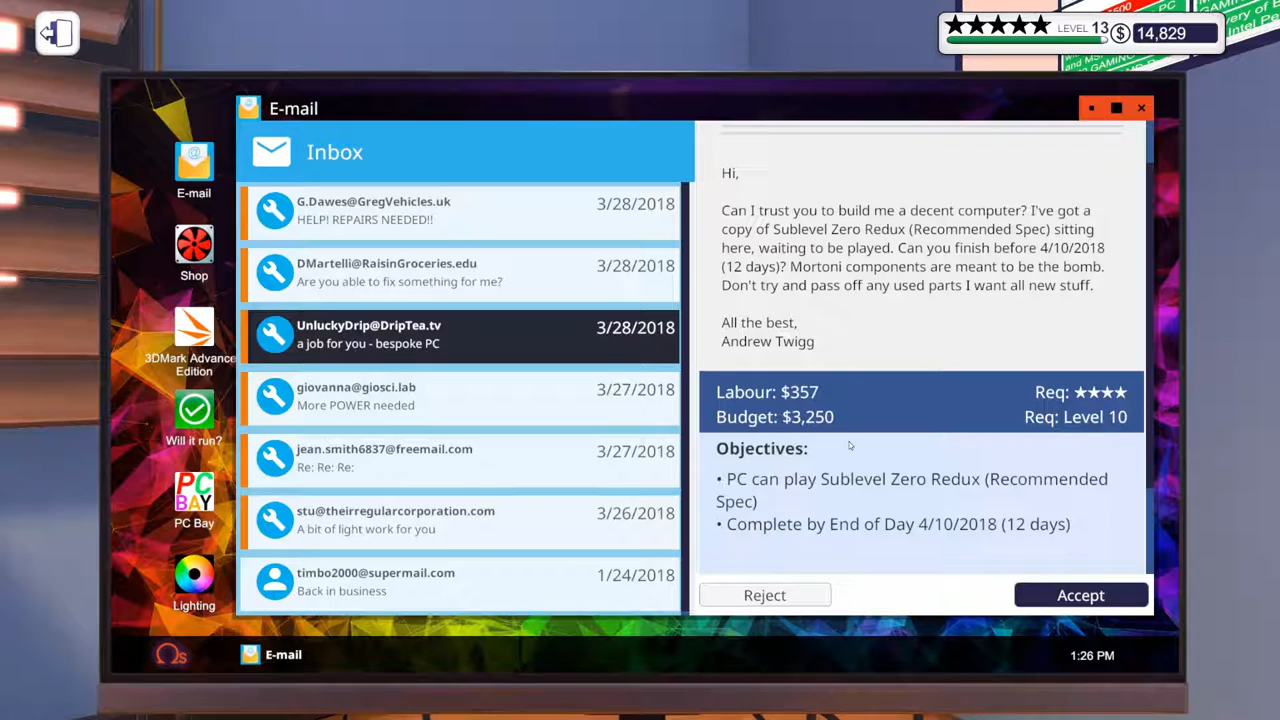 LEVEL 13
$ 14,829
E-mail
Inbox
G.Dawes@GregVehicles.uk
3/28/2018
HELP! REPAIRS NEEDED!!
DMartelli@RaisinGroceries.edu
3/28/2018
Are you able to fix something for me?
UnluckyDrip@DripTea.tv
3/28/2018
a job for you - bespoke PC
giovanna@giosci.lab
3/27/2018
More POWER needed
jean.smith6837@freemail.com
3/27/2018
Re: Re: Re:
stu@theirregularcorporation.com
3/26/2018
A bit of light work for you
timbo2000@supermail.com
1/24/2018
Back in business
Hi,
Can I trust you to build me a decent computer? I've got a
copy of Sublevel Zero Redux (Recommended Spec) sitting
here, waiting to be played. Can you finish before 4/10/2018
(12 days)? Mortoni components are meant to be the bomb.
Don't try and pass off any used parts I want all new stuff.
All the best,
Andrew Twigg
Labour: $357
Req: ★★★★
Budget: $3,250
Req: Level 10
Objectives:
• PC can play Sublevel Zero Redux (Recommended
Spec)
• Complete by End of Day 4/10/2018 (12 days)
Reject
Accept
E-mail
Shop
3DMark Advance
Edition
Will it run?
PC
BAY
PC Bay
Lighting
Os
E-mail
1:26 PM